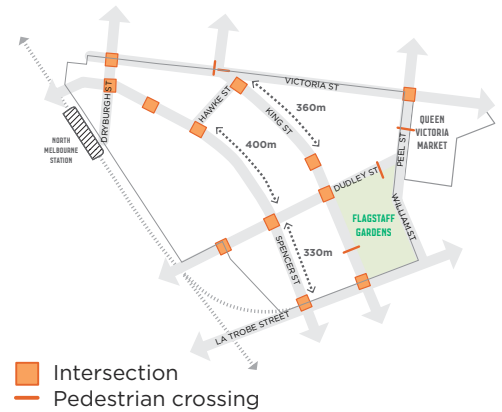 VICTORIA ST
DRYBURGH ST
HAWKE ST
KING ST
360m
QUEEN
VICTORIA
MARKET
PEEL ST
NORTH
MELBOURNE
STATION
400m
DUDLEY ST
WILLIAM ST
FLAGSTAFF
GARDENS
SPENCER ST
330m
LA TROBE STREET
Intersection
Pedestrian crossing